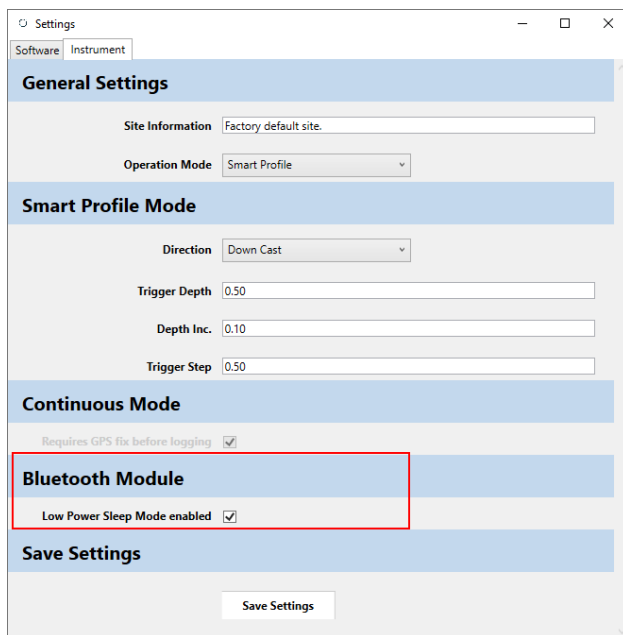 Settings
Software Instrument
General Settings
Site Information Factory default site.
Operation Mode Smart Profile
Smart Profile Mode
Direction Down Cast
Trigger Depth 0.50
Depth Inc. 0.10
Trigger Step 0.50
Continuous Mode
Requires GPS fix before logging
Bluetooth Module
Low Power Sleep Mode enabled
Save Settings
Save Settings